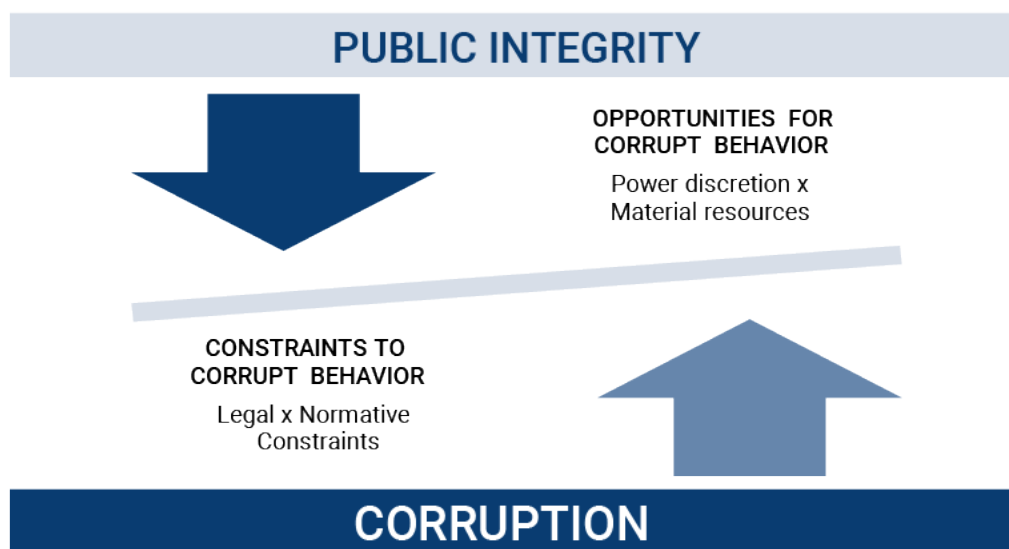 PUBLIC INTEGRITY
OPPORTUNITIES FOR
CORRUPT BEHAVIOR
Power discretion x
Material resources
CONSTRAINTS TO
CORRUPT BEHAVIOR
Legal x Normative
Constraints
CORRUPTION